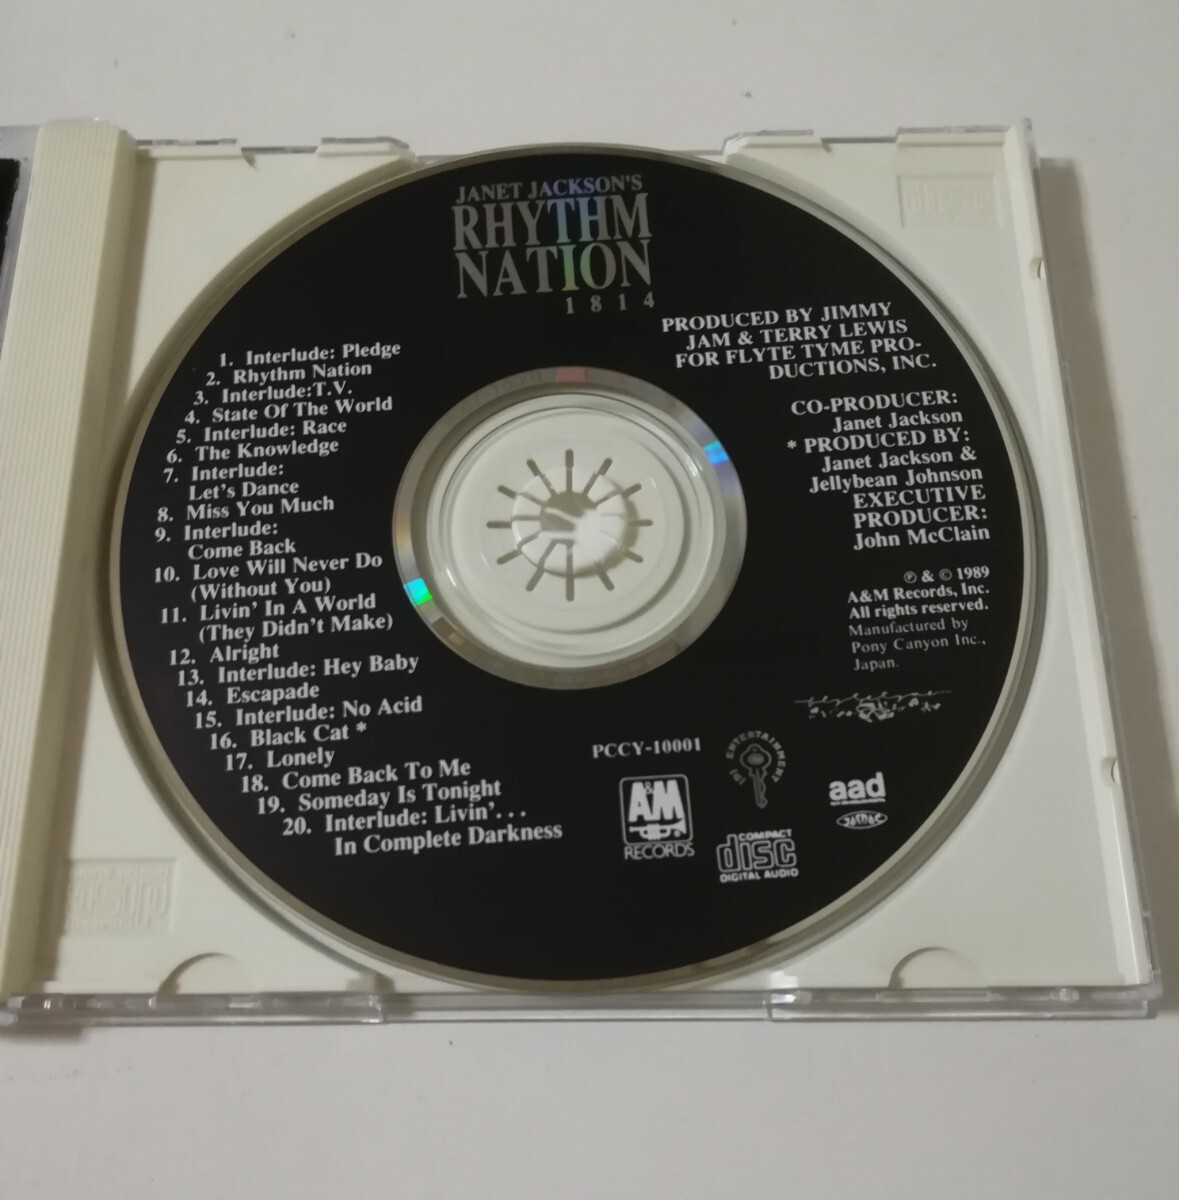 JANET JACKSON'S
RHYTHM
NATION
1814
PRODUCED BY JIMMY
JAM & TERRY LEWIS
FOR FLYTE TYME PRO-
DUCTIONS, INC.
CO-PRODUCER:
Janet Jackson
* PRODUCED BY:
Janet Jackson &
Jellybean Johnson
EXECUTIVE
PRODUCER:
John McClain
℗ & © 1989
A&M Records, Inc.
All rights reserved.
Manufactured by
Pony Canyon Inc.,
Japan.
1. Interlude: Pledge
2. Rhythm Nation
3. Interlude:T.V.
4. State Of The World
5. Interlude: Race
6. The Knowledge
7. Interlude:
Let's Dance
8. Miss You Much
9. Interlude:
Come Back
10. Love Will Never Do
(Without You)
11. Livin' In A World
(They Didn't Make)
12. Alright
13. Interlude: Hey Baby
14. Escapade
15. Interlude: No Acid
16. Black Cat *
17. Lonely
18. Come Back To Me
19. Someday Is Tonight
20. Interlude: Livin'...
In Complete Darkness
PCCY-10001
A&M
RECORDS
ENTERTAINMENT
COMPACT
disc
DIGITAL AUDIO
aad
JASRAC